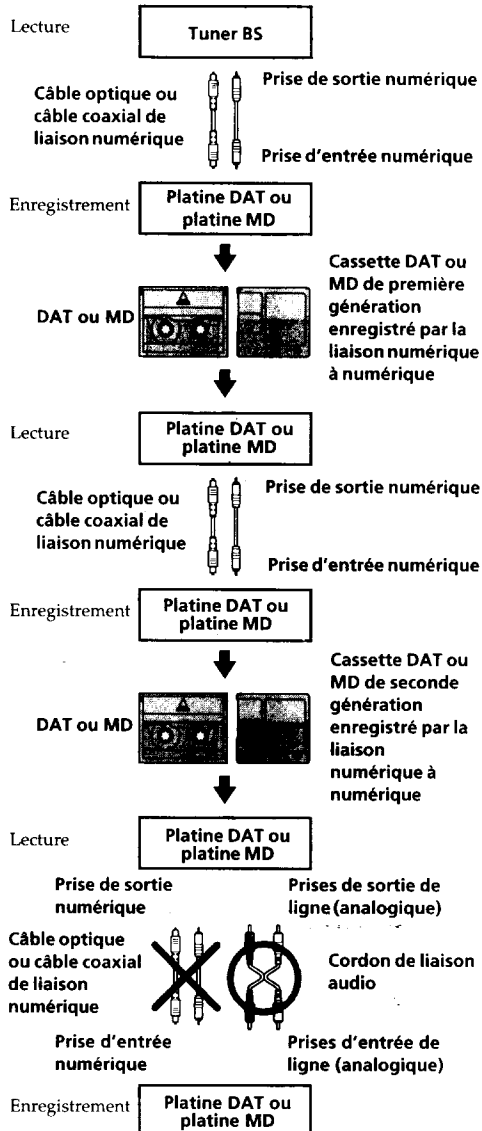 Lecture
Tuner BS
Câble optique ou
câble coaxial de
liaison numérique
Prise de sortie numérique
Prise d'entrée numérique
Enregistrement
Platine DAT ou
platine MD
DAT ou MD
Cassette DAT ou
MD de première
génération
enregistré par la
liaison numérique
à numérique
Lecture
Platine DAT ou
platine MD
Câble optique ou
câble coaxial de
liaison numérique
Prise de sortie numérique
Prise d'entrée numérique
Enregistrement
Platine DAT ou
platine MD
DAT ou MD
Cassette DAT ou
MD de seconde
génération
enregistré par la
liaison
numérique à
numérique
Lecture
Platine DAT ou
platine MD
Prise de sortie
numérique
Prises de sortie de
ligne (analogique)
Câble optique
ou câble coaxial
de liaison
numérique
Cordon de liaison
audio
Prise d'entrée
numérique
Prises d'entrée de
ligne (analogique)
Enregistrement
Platine DAT ou
platine MD